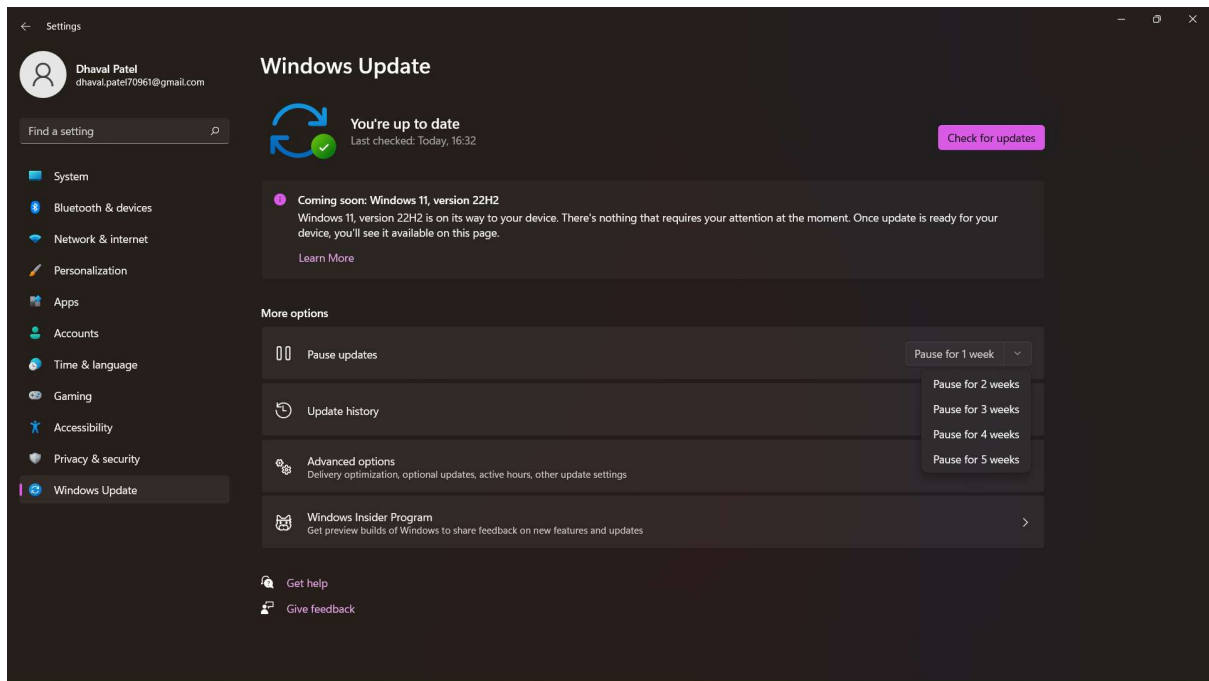 Settings
Dhaval Patel
dhaval.patel70961@gmail.com
Find a setting
System
Bluetooth & devices
Network & internet
Personalization
Apps
Accounts
Time & language
Gaming
Accessibility
Privacy & security
Windows Update
Windows Update
You're up to date
Last checked: Today, 16:32
Check for updates
Coming soon: Windows 11, version 22H2
Windows 11, version 22H2 is on its way to your device. There's nothing that requires your attention at the moment. Once update is ready for your
device, you'll see it available on this page.
Learn More
More options
Pause updates
Pause for 1 week
Pause for 2 weeks
Pause for 3 weeks
Pause for 4 weeks
Pause for 5 weeks
Update history
Advanced options
Delivery optimization, optional updates, active hours, other update settings
Windows Insider Program
Get preview builds of Windows to share feedback on new features and updates
Get help
Give feedback